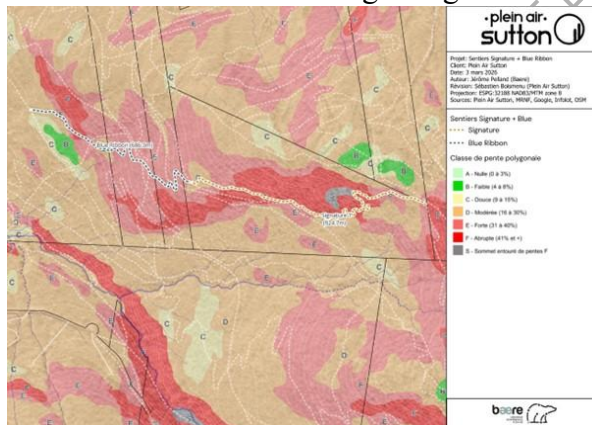 ·plein air·
sutton
Projet: Sentiers Signature + Blue Ribbon
Client: Plein Air Sutton
Date: 3 mars 2026
Auteur: Jérôme Pelland (Baere)
Révision: Sébastien Boismenu (Plein Air Sutton)
Projection: ESPG:32188 NAD83/MTM zone 8
Sources: Plein Air Sutton, MRNF, Google, Infolot, OSM
Sentiers Signature + Blue
Signature
Blue Ribbon
Classe de pente polygonale
A - Nulle (0 à 3%)
B - Faible (4 à 8%)
C - Douce (9 à 15%)
D - Modérée (16 à 30%)
E - Forte (31 à 40%)
F - Abrupte (41% et +)
S - Sommet entouré de pentes F
Signature
baere